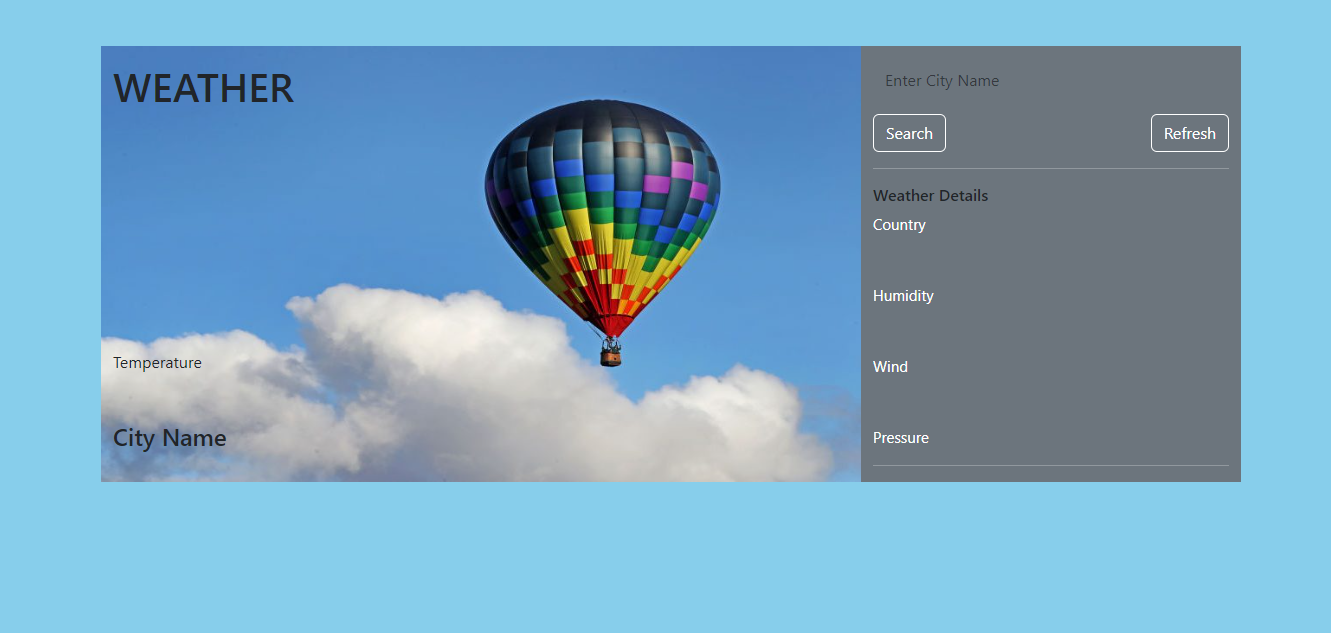 WEATHER
Temperature
City Name
Enter City Name
Search
Refresh
Weather Details
Country
Humidity
Wind
Pressure